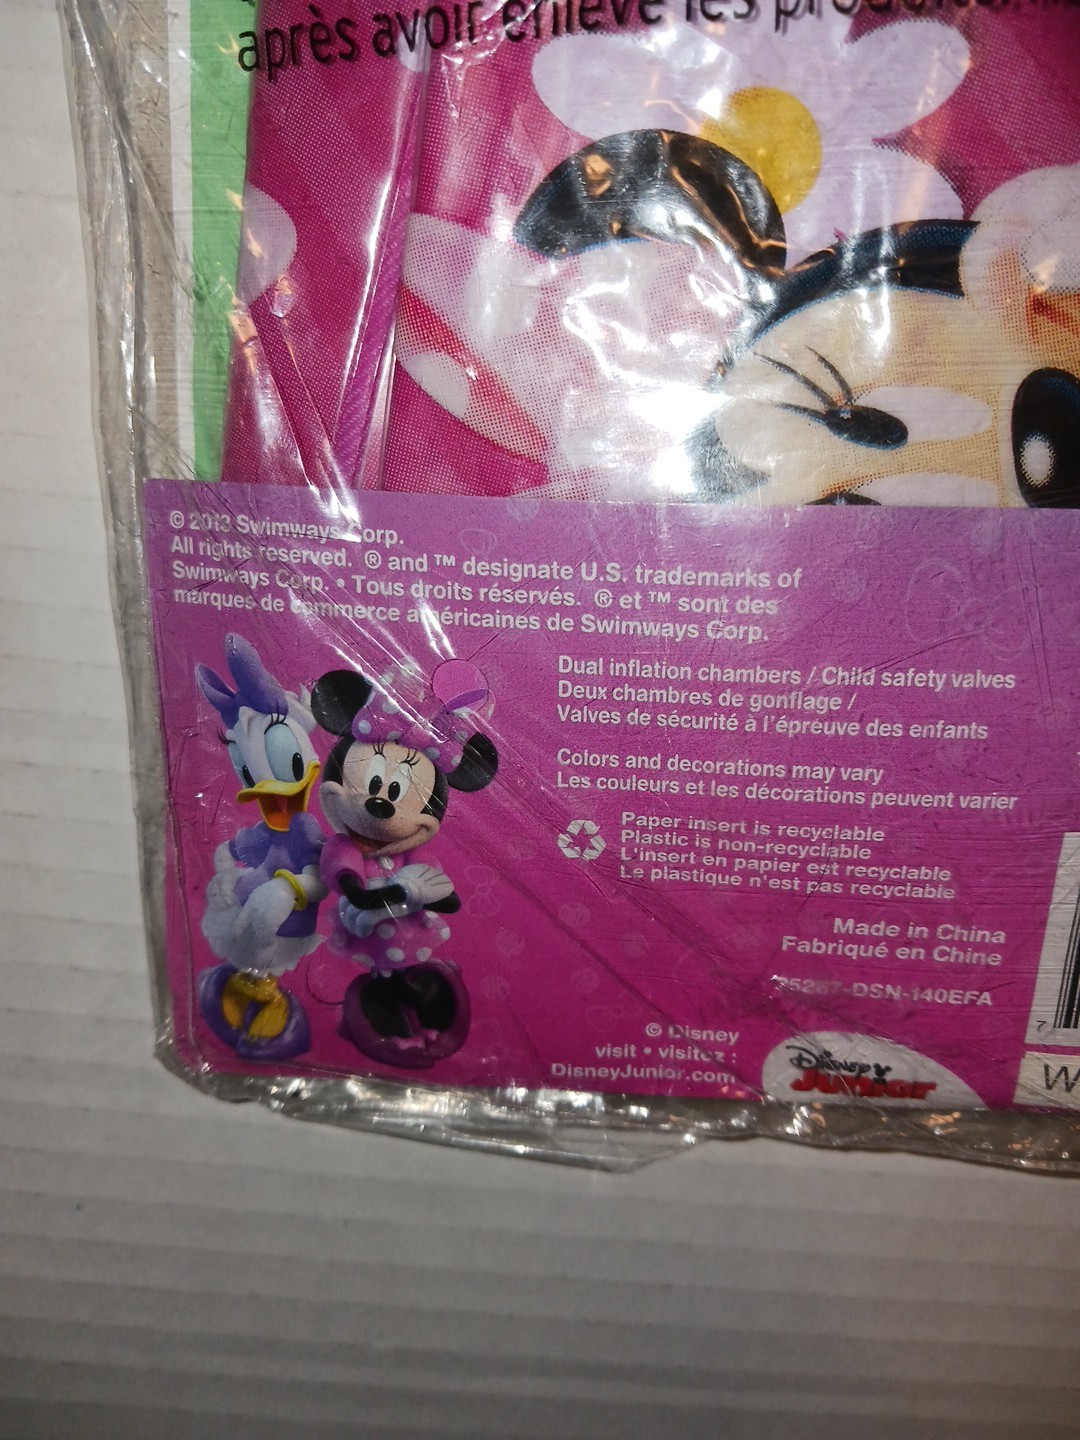 après avoir enlevé les
© 2013 Swimways Corp.
All rights reserved. ® and ™ designate U.S. trademarks of
Swimways Corp. • Tous droits réservés. ® et ™ sont des
marques de commerce américaines de Swimways Corp.
Dual inflation chambers / Child safety valves
Deux chambres de gonflage /
Valves de sécurité à l'épreuve des enfants
Colors and decorations may vary
Les couleurs et les décorations peuvent varier
Paper insert is recyclable
Plastic is non-recyclable
L'insert en papier est recyclable
Le plastique n'est pas recyclable
Made in China
Fabriqué en Chine
25287-DSN-140EFA
© Disney
visit • visitez :
DisneyJunior.com
Disney
JUNIOR
7
W